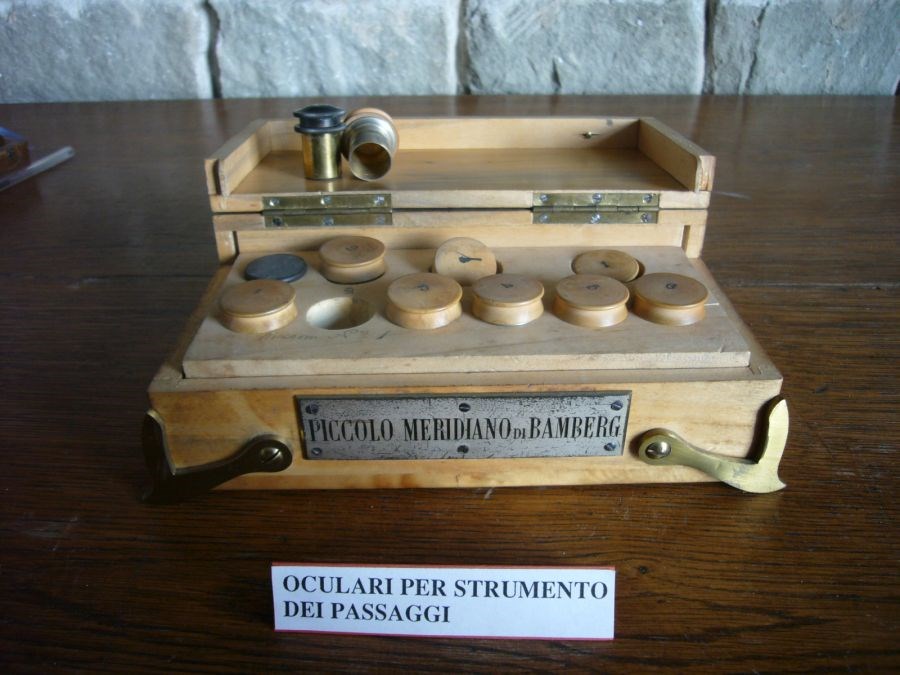 PICCOLO MERIDIANO DI BAMBERG
OCULARI PER STRUMENTO
DEI PASSAGGI